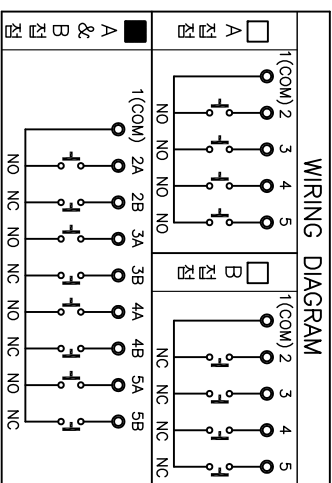 WIRING DIAGRAM
A 접점
1(COM) 2 3 4 5
NO NO NO NO
B 접점
1(COM) 2 3 4 5
NC NC NC NC
A & B 접점
1(COM) 2A 2B 3A 3B 4A 4B 5A 5B
NO NC NO NC NO NC NO NC